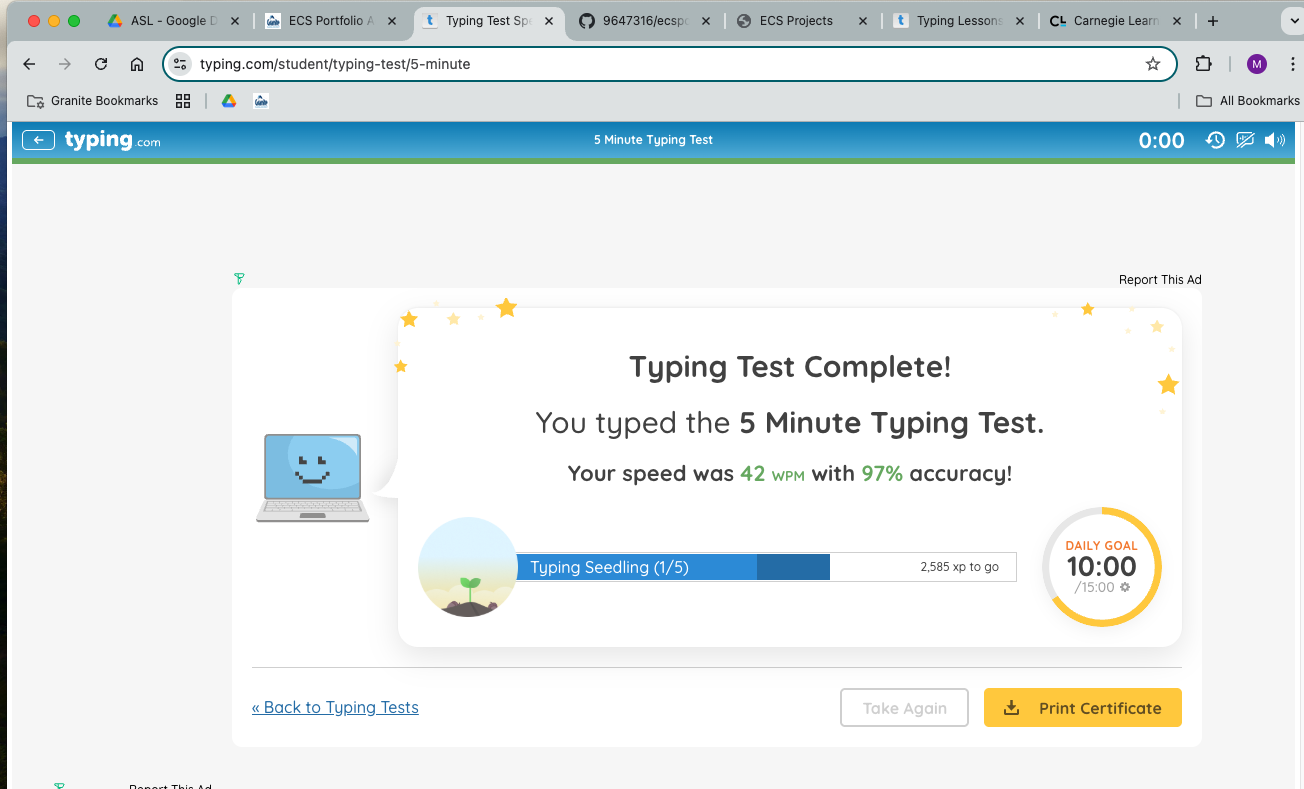 ASL - Google D
ECS Portfolio A
Typing Test Spe
9647316/ecspo
ECS Projects
Typing Lessons
CL Carnegie Learn
typing.com/student/typing-test/5-minute
M
Granite Bookmarks
All Bookmarks
typing.com
5 Minute Typing Test
0:00
Report This Ad
Typing Test Complete!
You typed the 5 Minute Typing Test.
Your speed was 42 WPM with 97% accuracy!
Typing Seedling (1/5)
2,585 xp to go
DAILY GOAL
10:00
/15:00
« Back to Typing Tests
Take Again
Print Certificate
Report This Ad